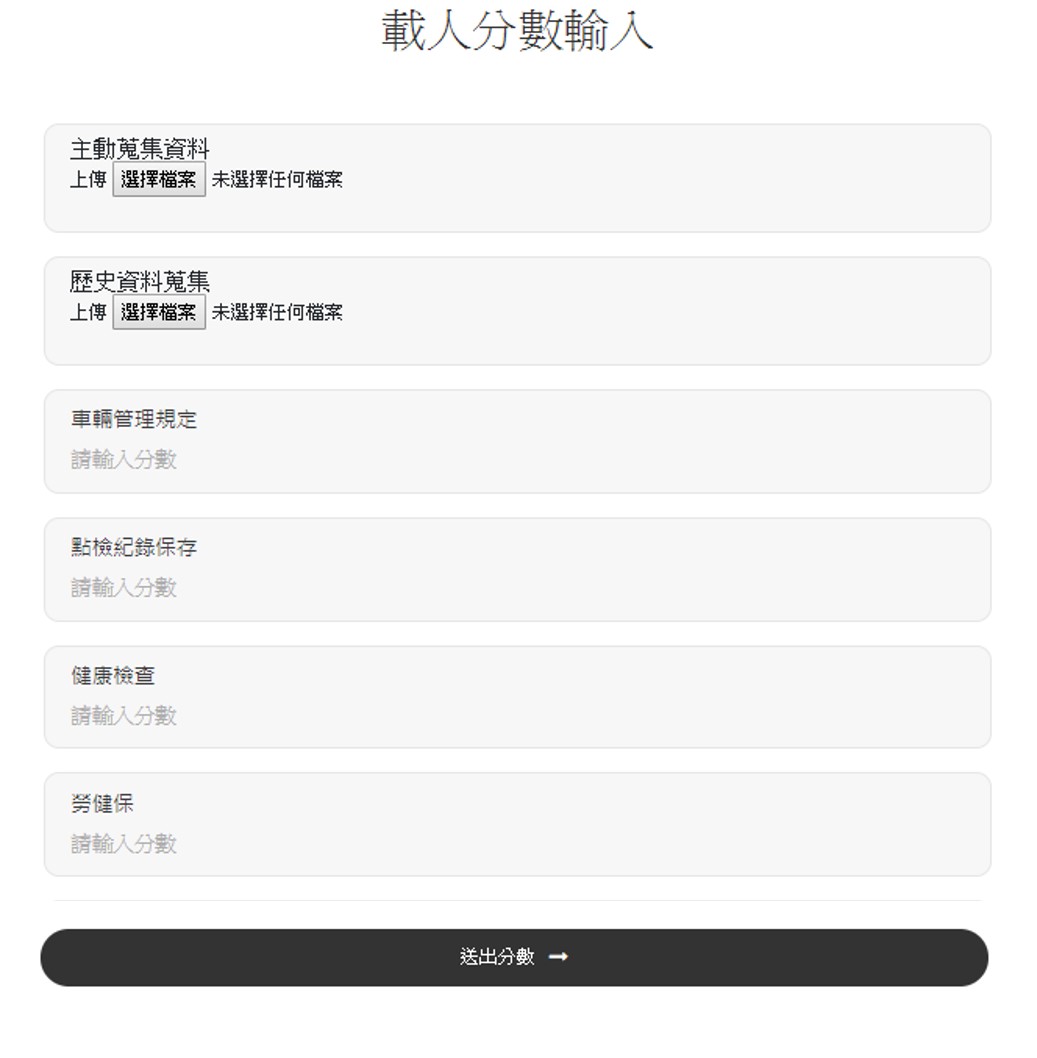 載人分數輸入
主動蒐集資料
上傳 選擇檔案 未選擇任何檔案
歷史資料蒐集
上傳 選擇檔案 未選擇任何檔案
車輛管理規定
請輸入分數
點檢紀錄保存
請輸入分數
健康檢查
請輸入分數
勞健保
請輸入分數
送出分數 →